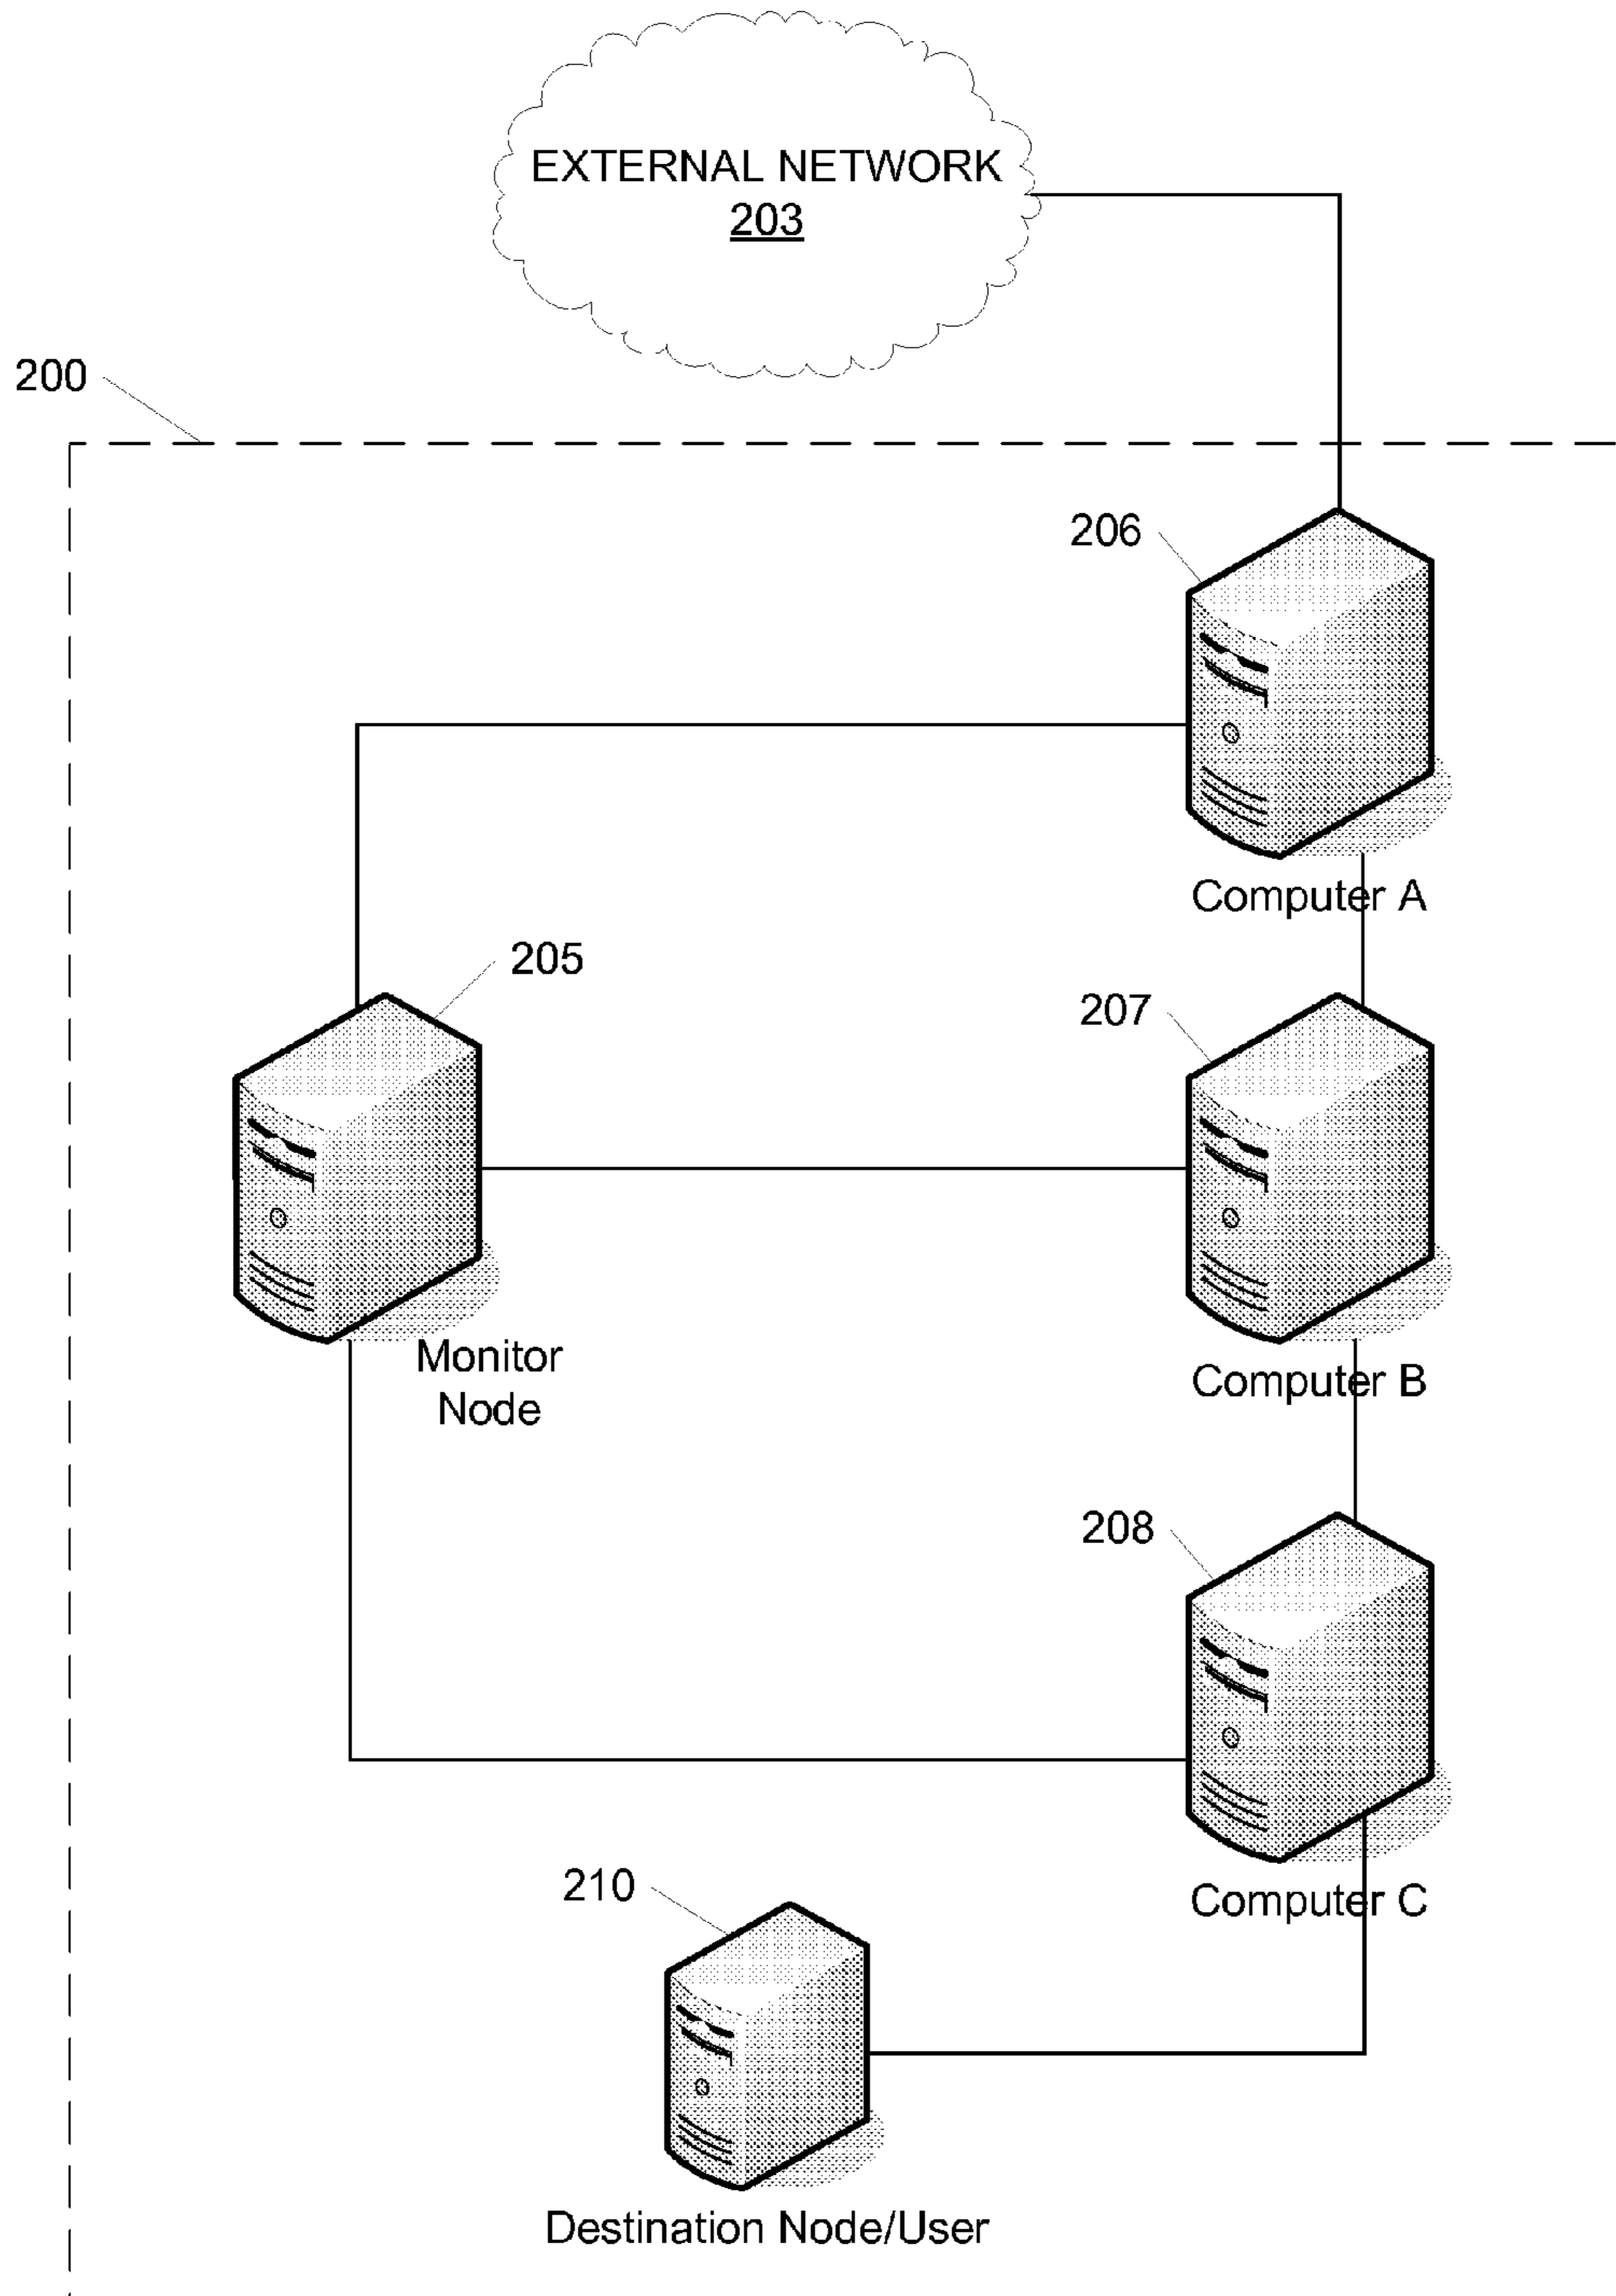 EXTERNAL NETWORK
203
200
206
Computer A
205
207
Monitor
Node
Computer B
208
210
Computer C
Destination Node/User